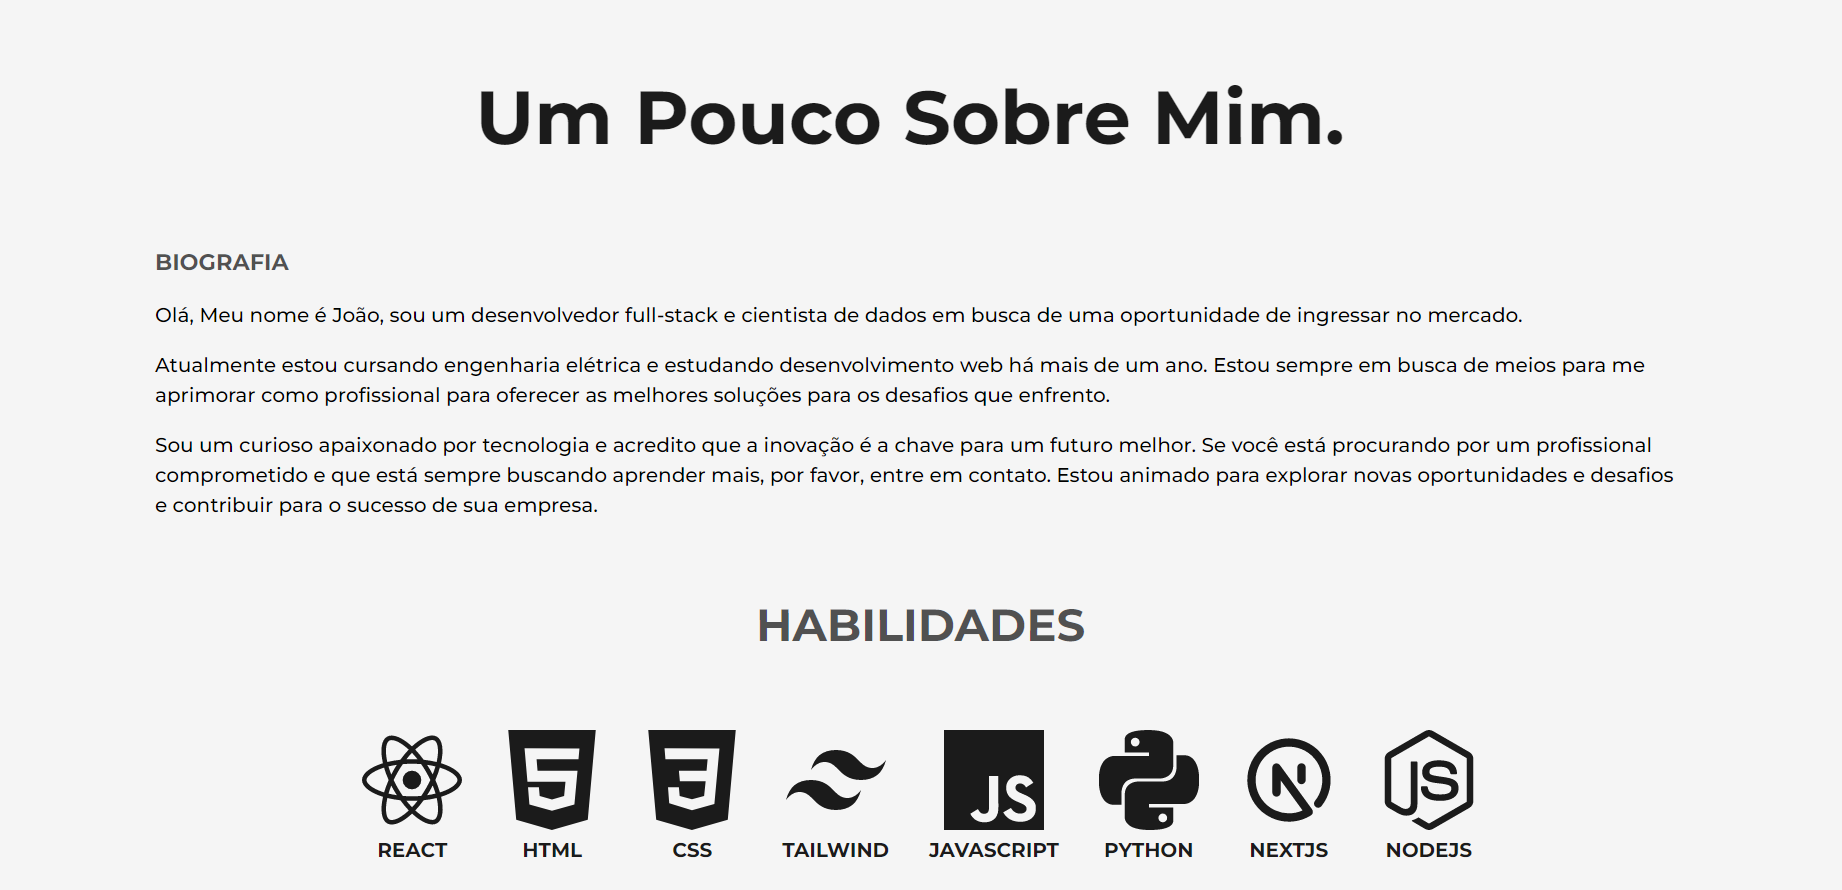 Um Pouco Sobre Mim.
BIOGRAFIA
Olá, Meu nome é João, sou um desenvolvedor full-stack e cientista de dados em busca de uma oportunidade de ingressar no mercado.
Atualmente estou cursando engenharia elétrica e estudando desenvolvimento web há mais de um ano. Estou sempre em busca de meios para me
aprimorar como profissional para oferecer as melhores soluções para os desafios que enfrento.
Sou um curioso apaixonado por tecnologia e acredito que a inovação é a chave para um futuro melhor. Se você está procurando por um profissional
comprometido e que está sempre buscando aprender mais, por favor, entre em contato. Estou animado para explorar novas oportunidades e desafios
e contribuir para o sucesso de sua empresa.
HABILIDADES
5 3 JS N JS
REACT HTML CSS TAILWIND JAVASCRIPT PYTHON NEXTJS NODEJS